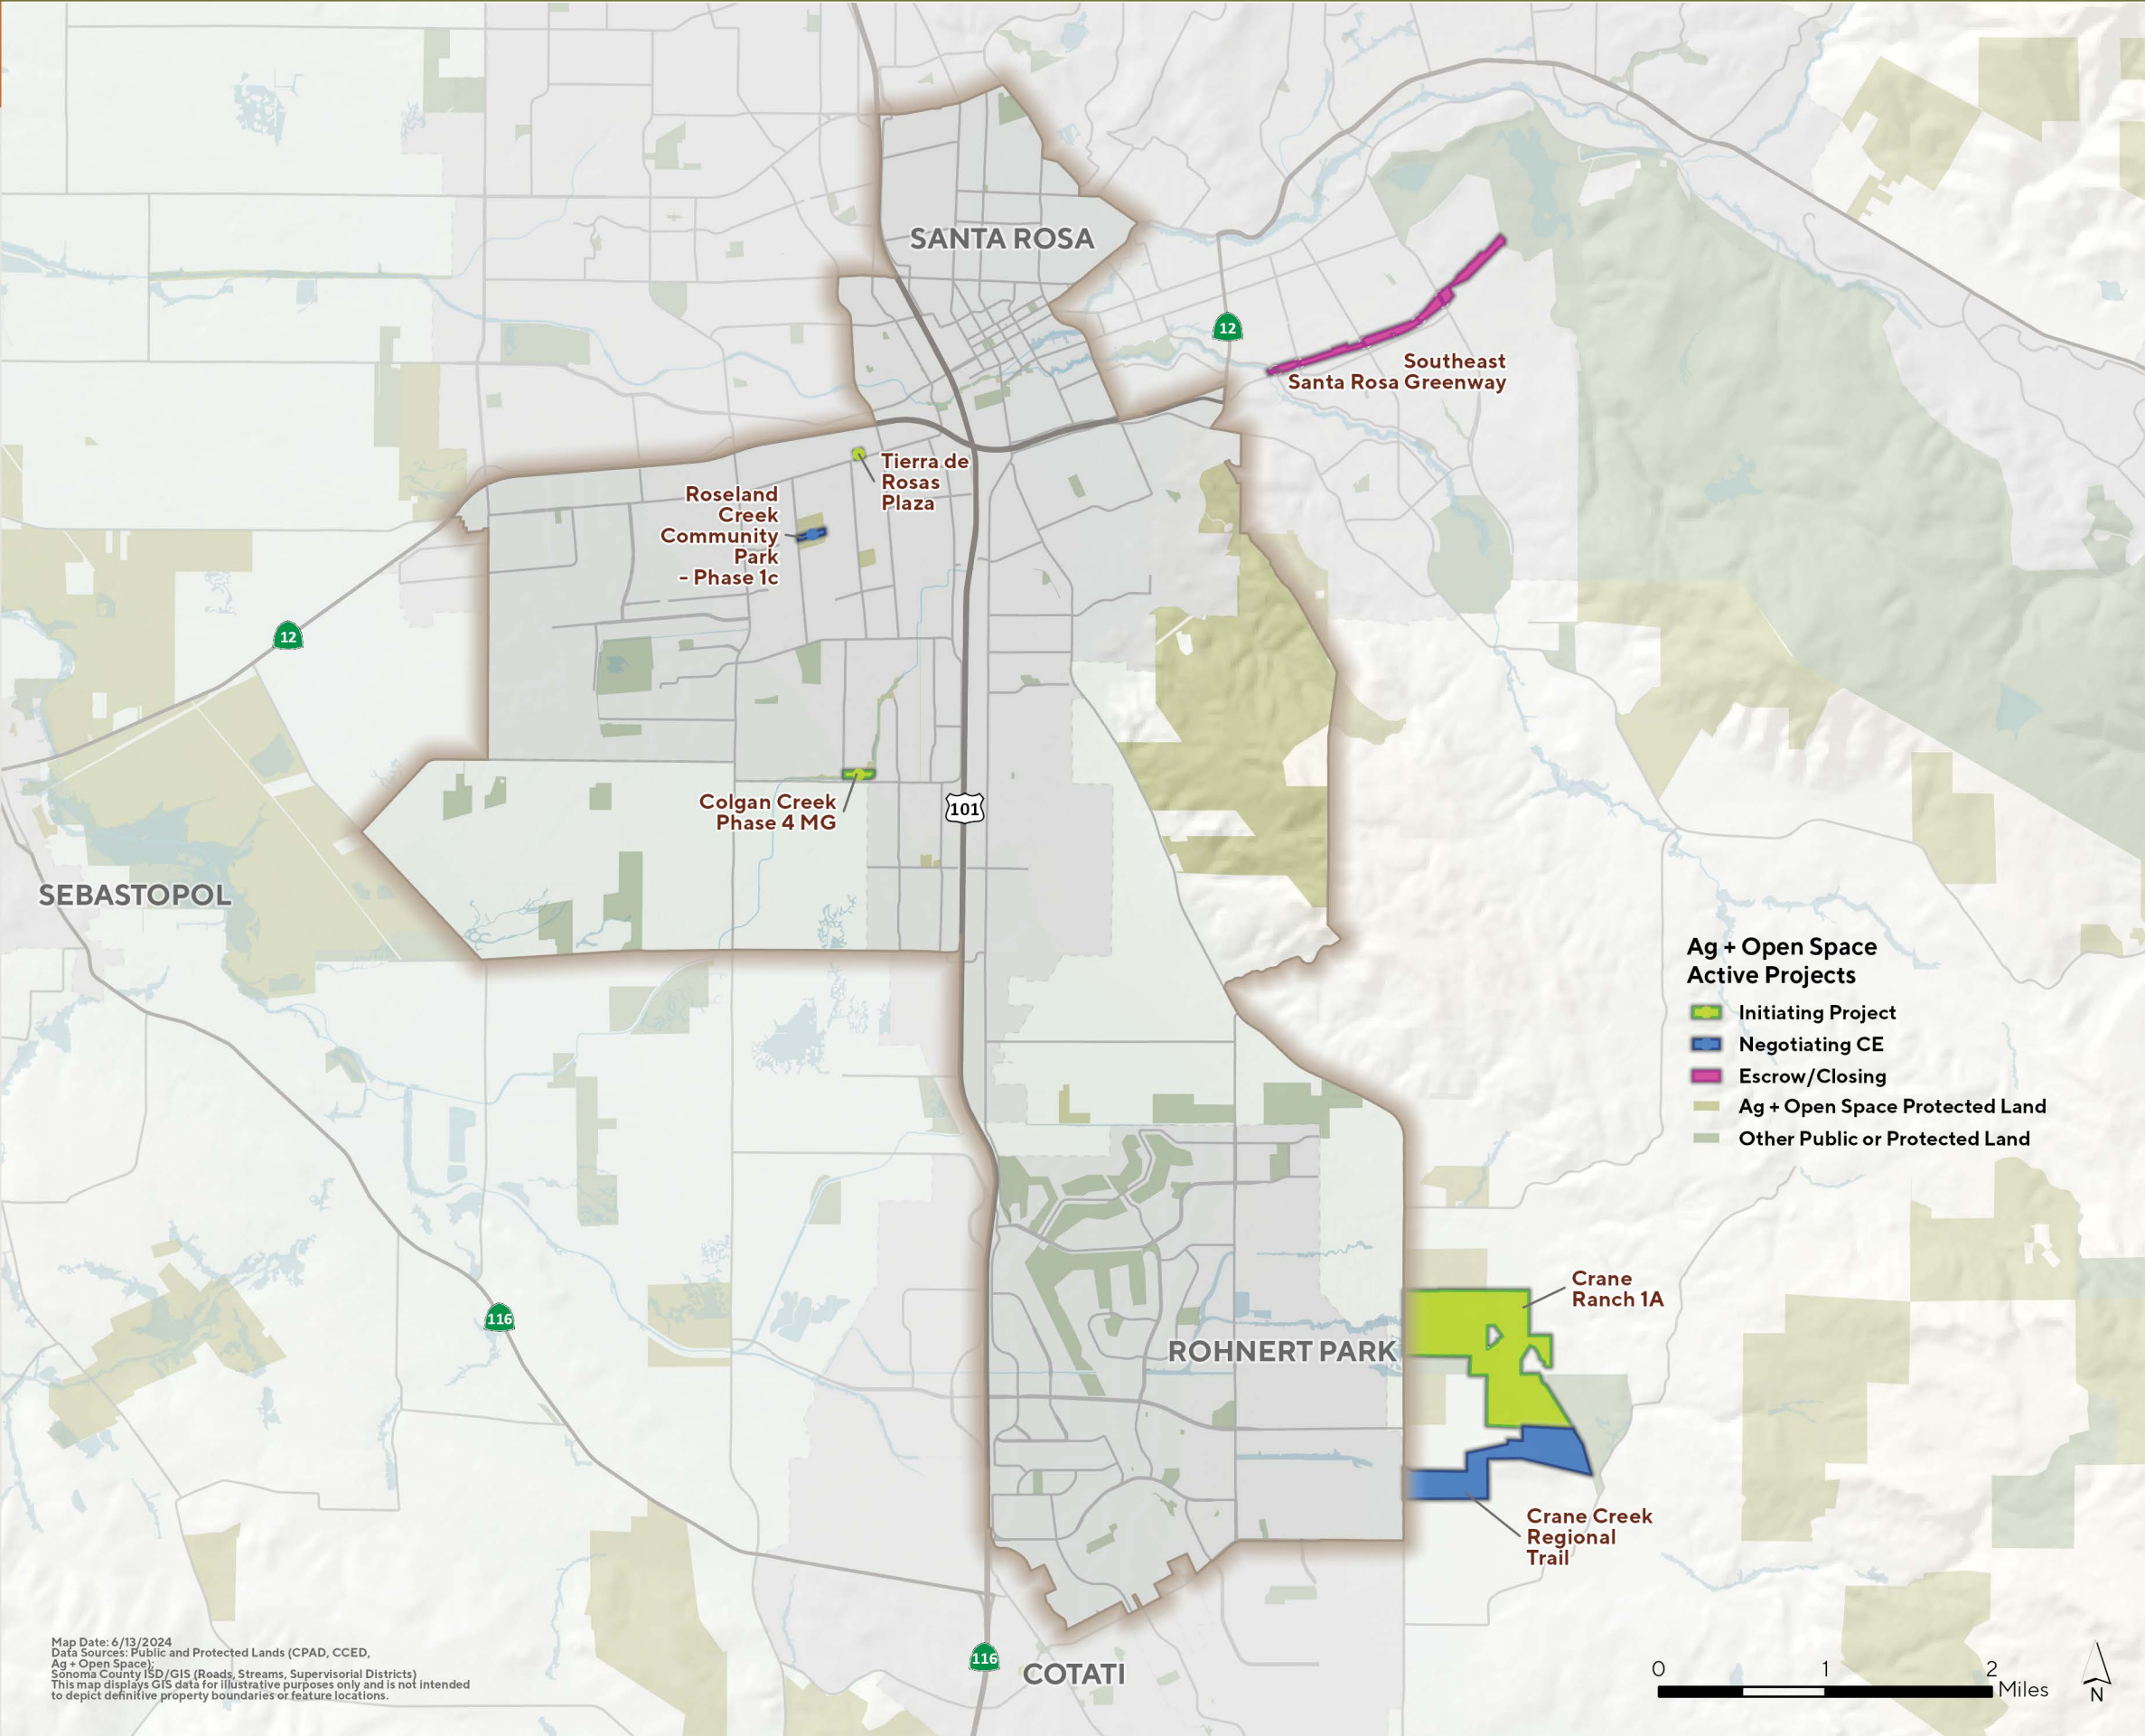 SANTA ROSA
12
Southeast
Santa Rosa Greenway
Tierra de
Rosas
Plaza
Roseland
Creek
Community
Park
- Phase 1c
12
Colgan Creek
Phase 4 MG
101
SEBASTOPOL
Ag + Open Space
Active Projects
Initiating Project
Negotiating CE
Escrow/Closing
Ag + Open Space Protected Land
Other Public or Protected Land
Crane
Ranch 1A
116
ROHNERT PARK
Crane Creek
Regional
Trail
116
COTATI
Map Date: 6/13/2024
Data Sources: Public and Protected Lands (CPAD, CCED,
Ag + Open Space);
Sonoma County ISD/GIS (Roads, Streams, Supervisorial Districts)
This map displays GIS data for illustrative purposes only and is not intended
to depict definitive property boundaries or feature locations.
0 1 2
Miles
N